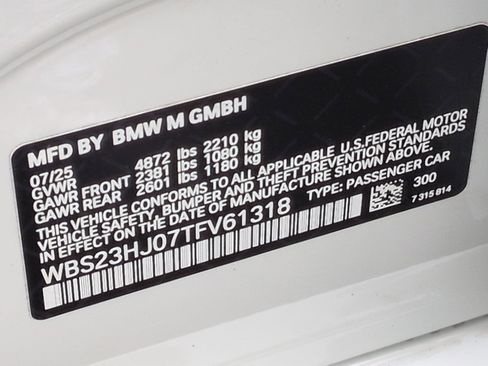 MFD BY BMW M GMBH
07/25
GVWR 4872 lbs 2210 kg
GAWR FRONT 2381 lbs 1080 kg
GAWR REAR 2601 lbs 1180 kg
THIS VEHICLE CONFORMS TO ALL APPLICABLE U.S.FEDERAL MOTOR
VEHICLE SAFETY, BUMPER AND THEFT PREVENTION STANDARDS
IN EFFECT ON THE DATE OF MANUFACTURE SHOWN ABOVE.
WBS23HJ07TFV61318 TYPE: PASSENGER CAR
300
7 315 814